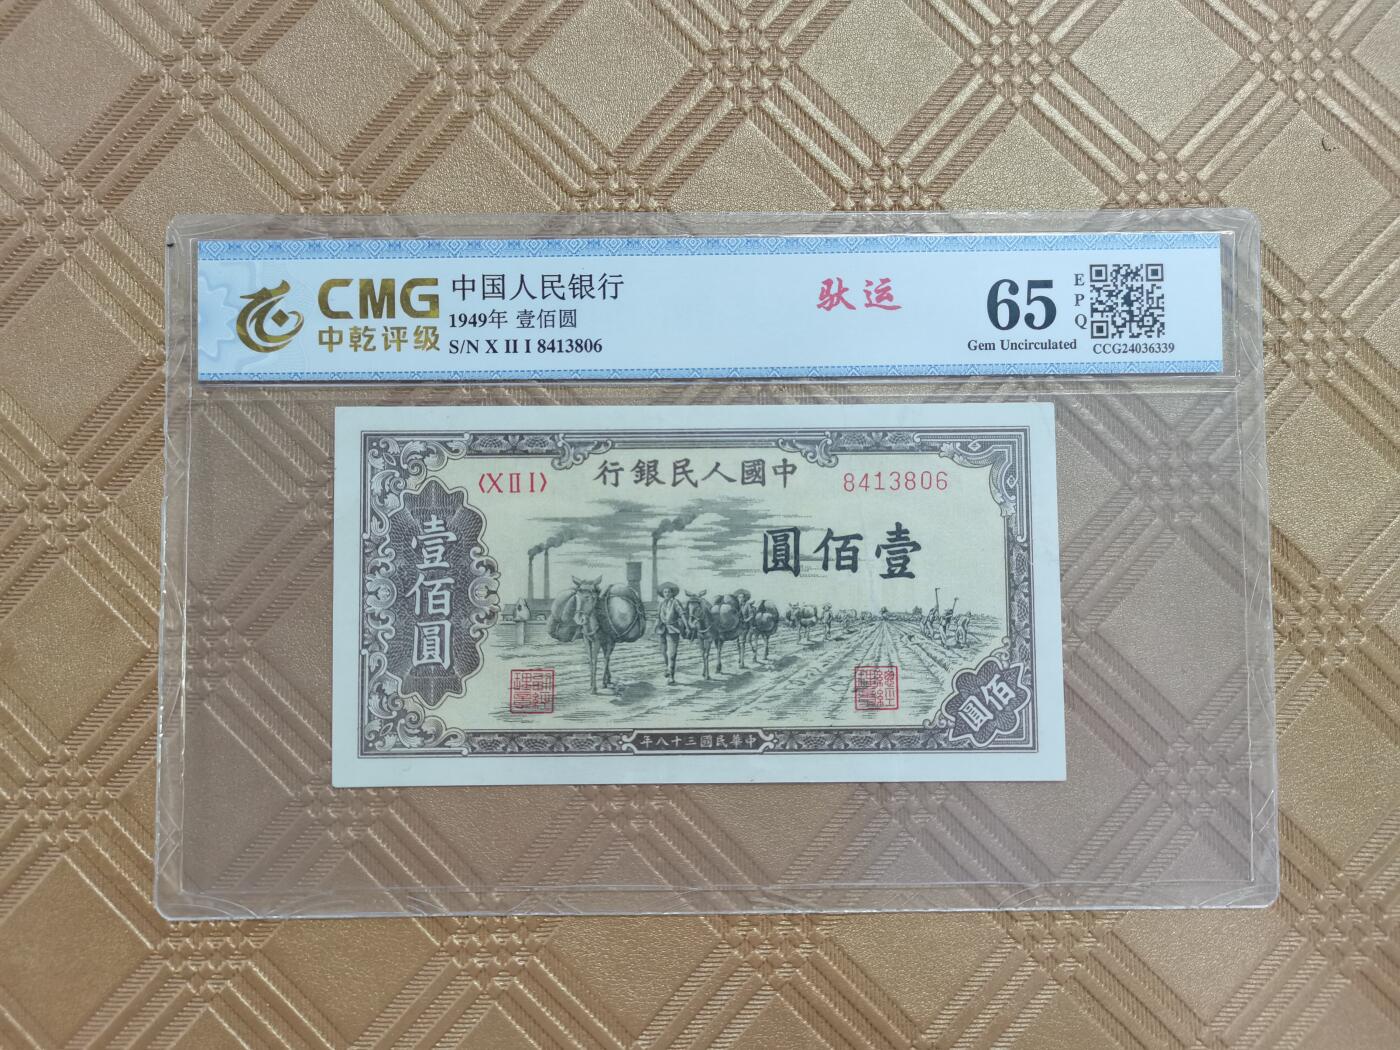 CMG
中乾评级
中国人民银行
1949年 壹佰圆
S/N X II I 8413806
驮运
65
EPQ
Gem Uncirculated
CCG24036339
〈X II I〉
行銀民人國中
8413806
圓佰壹
壹佰圓
佰圓
年八十三國民華中